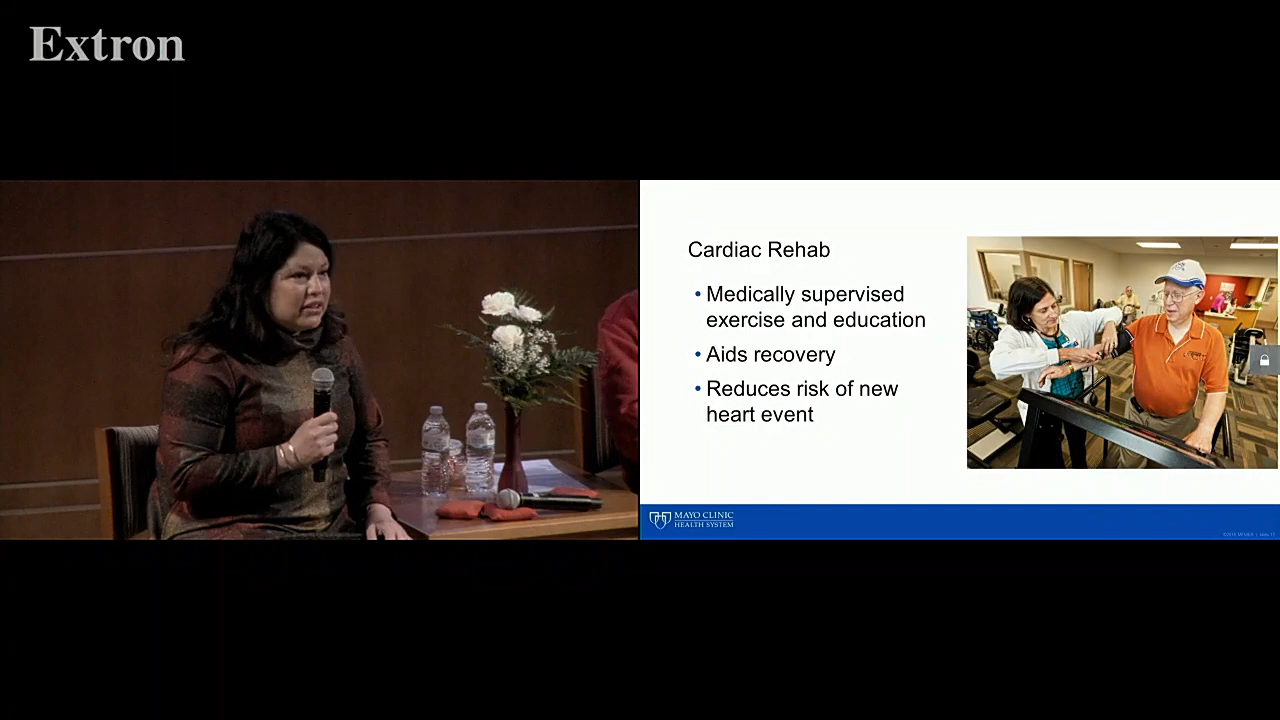 Extron
Cardiac Rehab
• Medically supervised
exercise and education
• Aids recovery
• Reduces risk of new
heart event
MAYO CLINIC
HEALTH SYSTEM